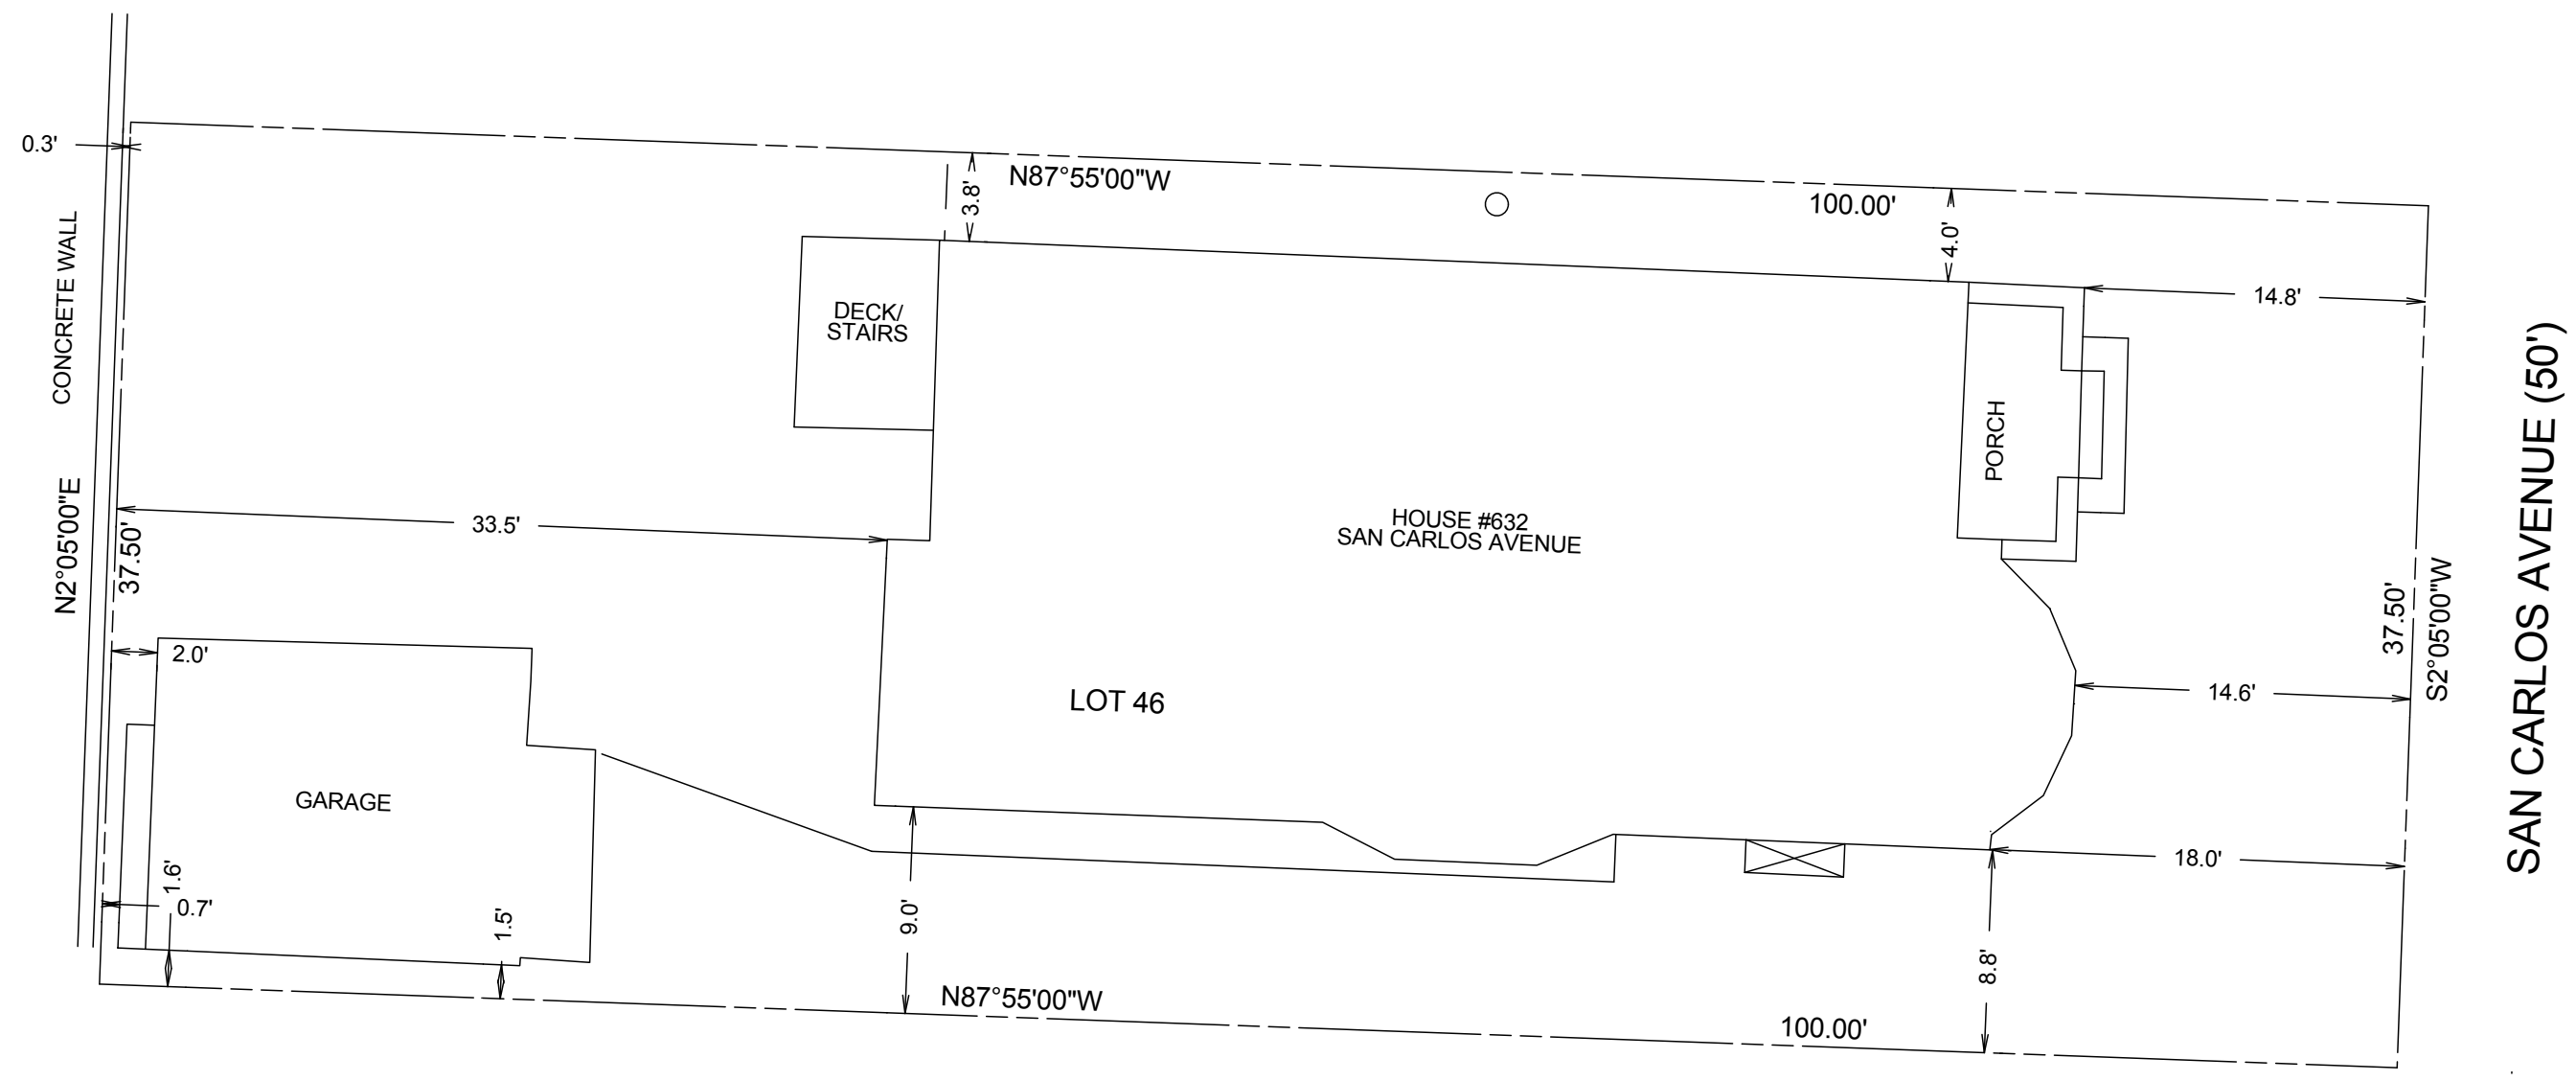 0.3'
N87°55'00"W
3.8'
100.00'
4.0'
14.8'
CONCRETE WALL
DECK/
STAIRS
PORCH
SAN CARLOS AVENUE (50')
N2°05'00"E
37.50'
33.5'
HOUSE #632
SAN CARLOS AVENUE
37.50'
S2°05'00"W
2.0'
LOT 46
14.6'
GARAGE
1.6'
0.7'
1.5'
9.0'
18.0'
8.8'
N87°55'00"W
100.00'